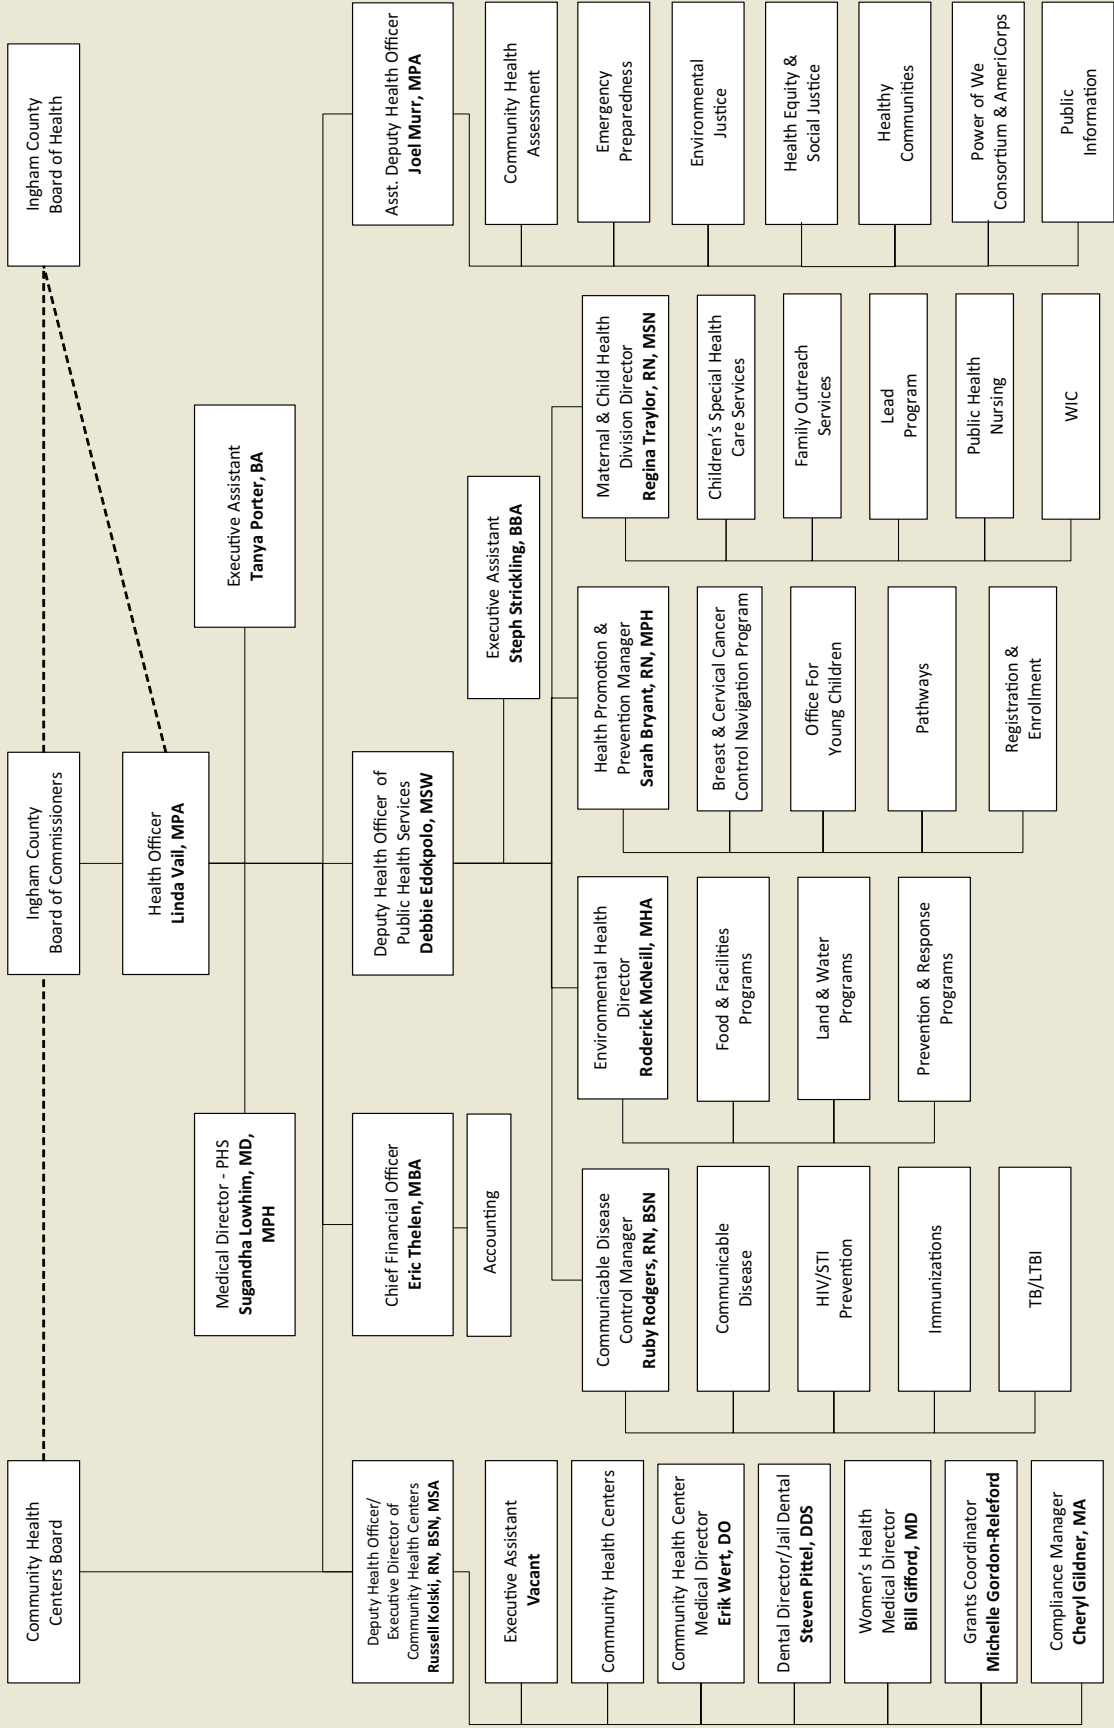 Community Health
Centers Board
Ingham County
Board of Commissioners
Ingham County
Board of Health
Health Officer
Linda Vail, MPA
Medical Director - PHS
Sugandha Lowhim, MD,
MPH
Executive Assistant
Tanya Porter, BA
Deputy Health Officer/
Executive Director of
Community Health Centers
Russell Kolski, RN, BSN, MSA
Chief Financial Officer
Eric Thelen, MBA
Deputy Health Officer of
Public Health Services
Debbie Edokpolo, MSW
Asst. Deputy Health Officer
Joel Murr, MPA
Accounting
Executive Assistant
Steph Strickling, BBA
Executive Assistant
Vacant
Community Health Centers
Community Health Center
Medical Director
Erik Wert, DO
Dental Director/Jail Dental
Steven Pittel, DDS
Women's Health
Medical Director
Bill Gifford, MD
Grants Coordinator
Michelle Gordon-Releford
Compliance Manager
Cheryl Gildner, MA
Communicable Disease
Control Manager
Ruby Rodgers, RN, BSN
Communicable
Disease
HIV/STI
Prevention
Immunizations
TB/LTBI
Environmental Health
Director
Roderick McNeill, MHA
Food & Facilities
Programs
Land & Water
Programs
Prevention & Response
Programs
Health Promotion &
Prevention Manager
Sarah Bryant, RN, MPH
Breast & Cervical Cancer
Control Navigation Program
Office For
Young Children
Pathways
Registration &
Enrollment
Maternal & Child Health
Division Director
Regina Traylor, RN, MSN
Children's Special Health
Care Services
Family Outreach
Services
Lead
Program
Public Health
Nursing
WIC
Community Health
Assessment
Emergency
Preparedness
Environmental
Justice
Health Equity &
Social Justice
Healthy
Communities
Power of We
Consortium & AmeriCorps
Public
Information